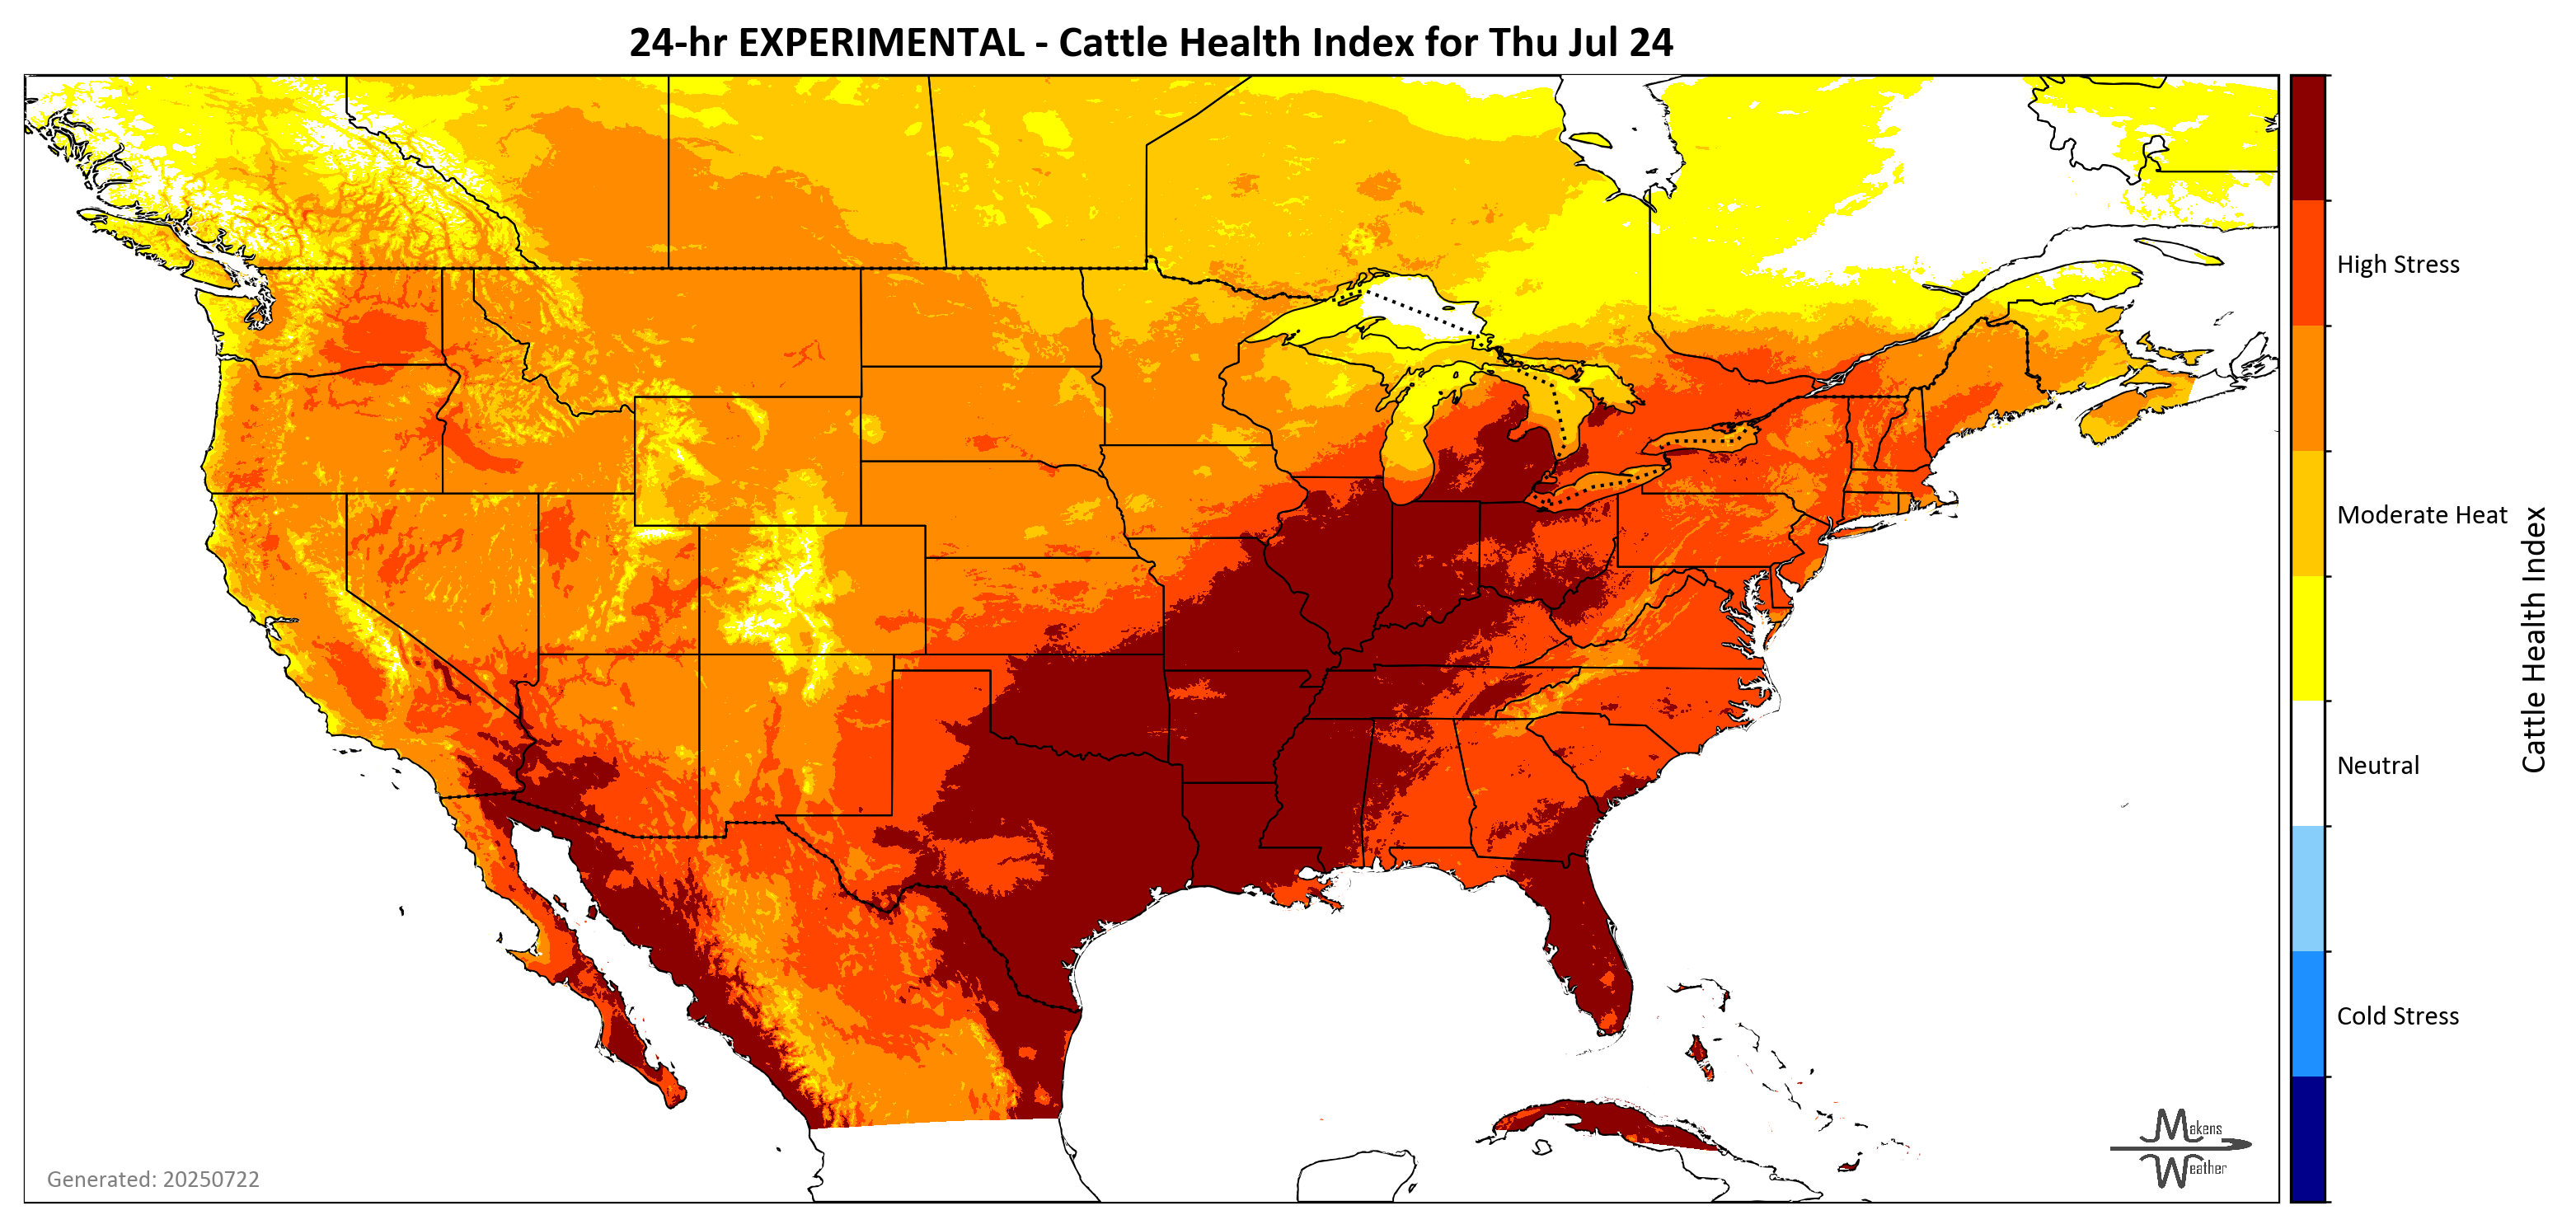 24-hr EXPERIMENTAL - Cattle Health Index for Thu Jul 24
High Stress
Moderate Heat
Neutral
Cold Stress
Cattle Health Index
Generated: 20250722
Makens
Weather